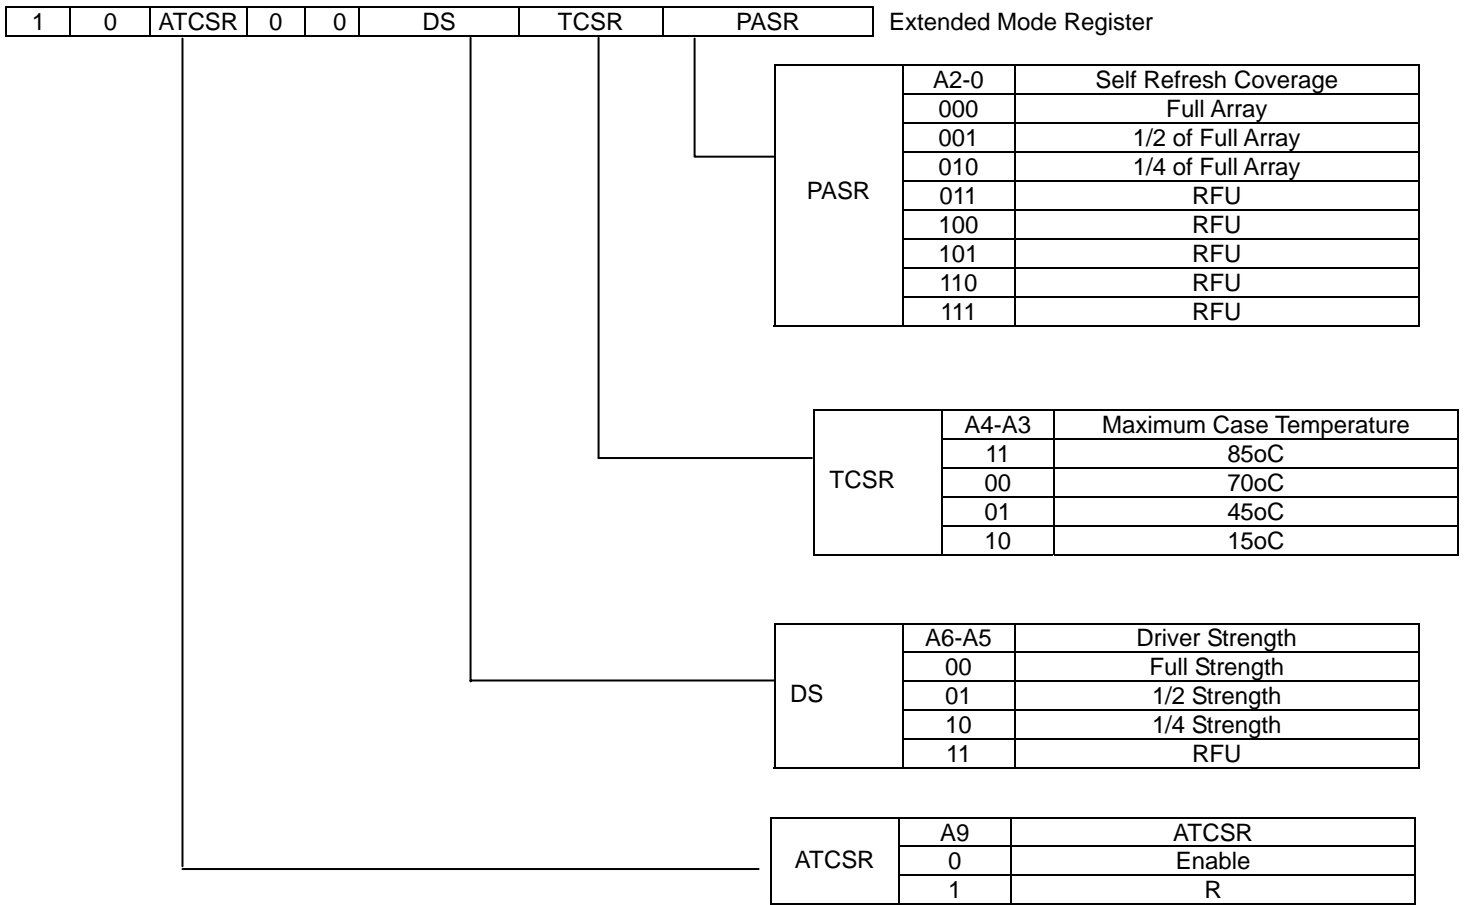 1 0 ATCSR 0 0 DS TCSR PASR Extended Mode Register
PASR
A2-0 Self Refresh Coverage
000 Full Array
001 1/2 of Full Array
010 1/4 of Full Array
011 RFU
100 RFU
101 RFU
110 RFU
111 RFU
TCSR
A4-A3 Maximum Case Temperature
11 85oC
00 70oC
01 45oC
10 15oC
DS
A6-A5 Driver Strength
00 Full Strength
01 1/2 Strength
10 1/4 Strength
11 RFU
ATCSR
A9 ATCSR
0 Enable
1 R